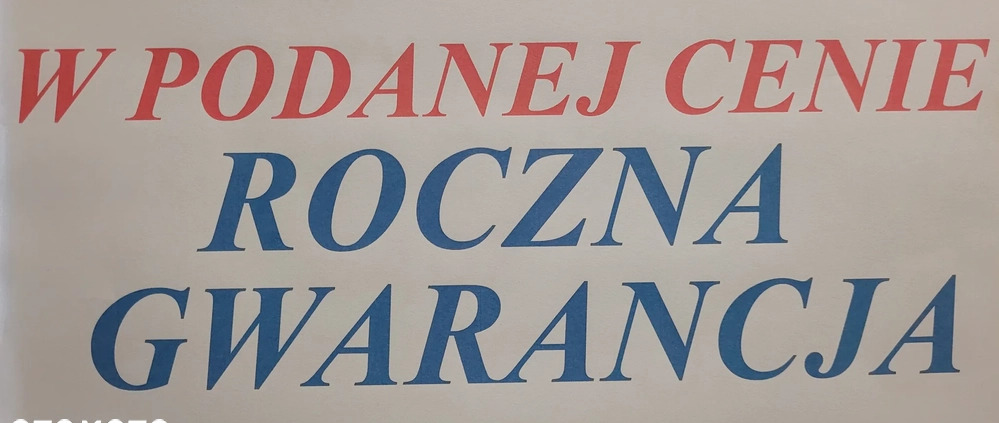 W PODANEJ CENIE
ROCZNA
GWARANCJA